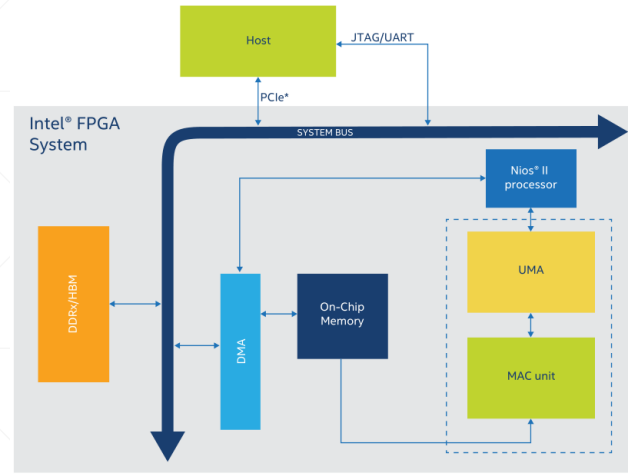 Host
JTAG/UART
PCIe*
Intel® FPGA
System
SYSTEM BUS
Nios® II
processor
DDRx/HBM
DMA
On-Chip
Memory
UMA
MAC unit